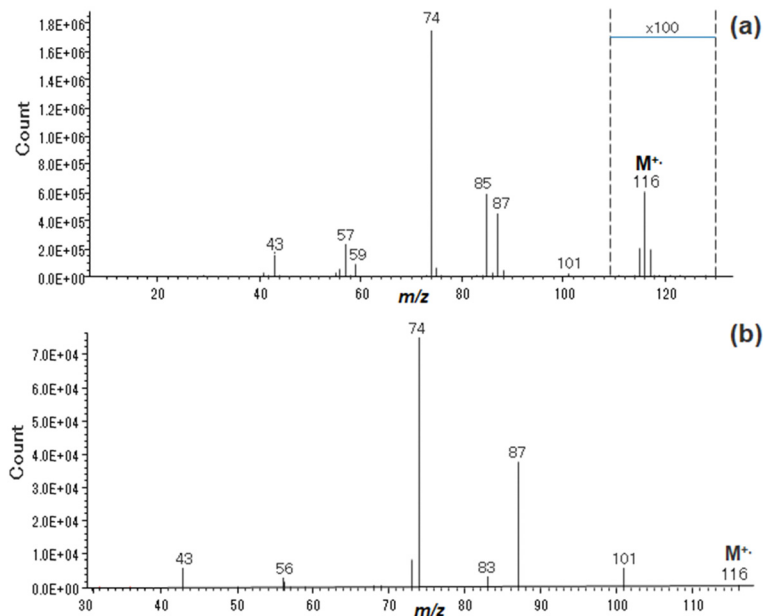 (a)
1.8E+06
1.6E+06
1.4E+06
1.2E+06
1.0E+06
8.0E+05
6.0E+05
4.0E+05
2.0E+05
0.0E+00
Count
74
x100
M+·
116
85
87
57
43
59
101
20 40 60 80 100 120
m/z
(b)
7.0E+04
6.0E+04
5.0E+04
4.0E+04
3.0E+04
2.0E+04
1.0E+04
0.0E+00
Count
74
87
43
56
83
101
M+·
116
30 40 50 60 70 80 90 100 110
m/z